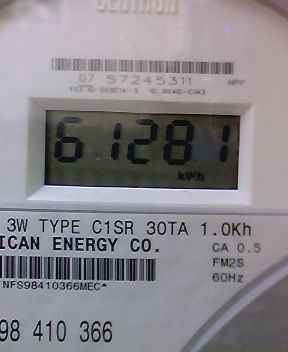 CENTRON
07 57245311 HPP
61281
kWh
3W TYPE C1SR 30TA 1.0Kh
ICAN ENERGY CO. CA 0.5
FM2S
NFS98410366MEC* 60Hz
98 410 366